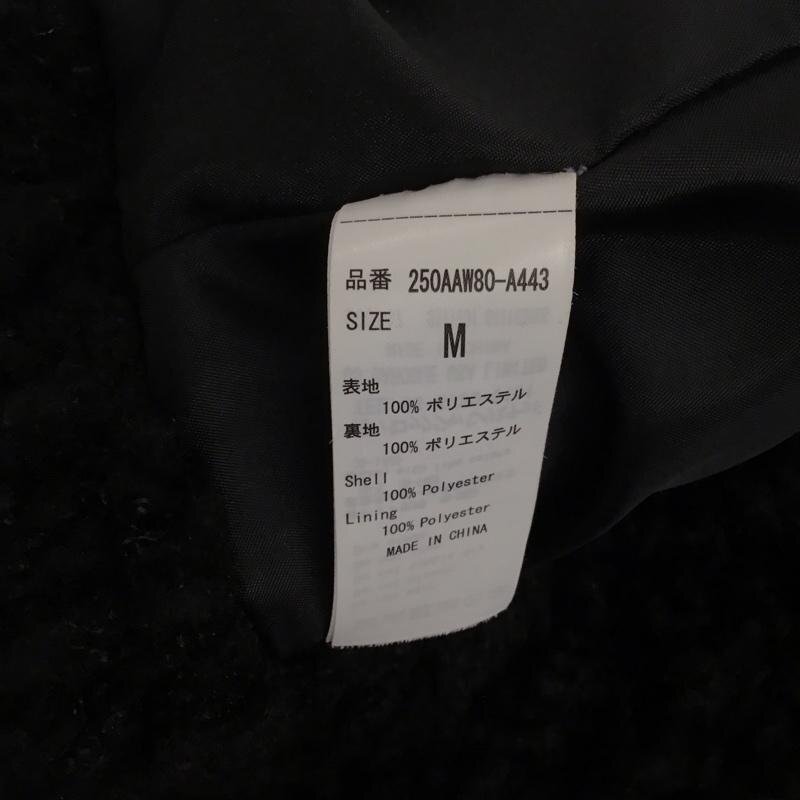 品番 250AAW80-A443
SIZE M
表地
100% ポリエステル
裏地
100% ポリエステル
Shell
100% Polyester
Lining
100% Polyester
MADE IN CHINA